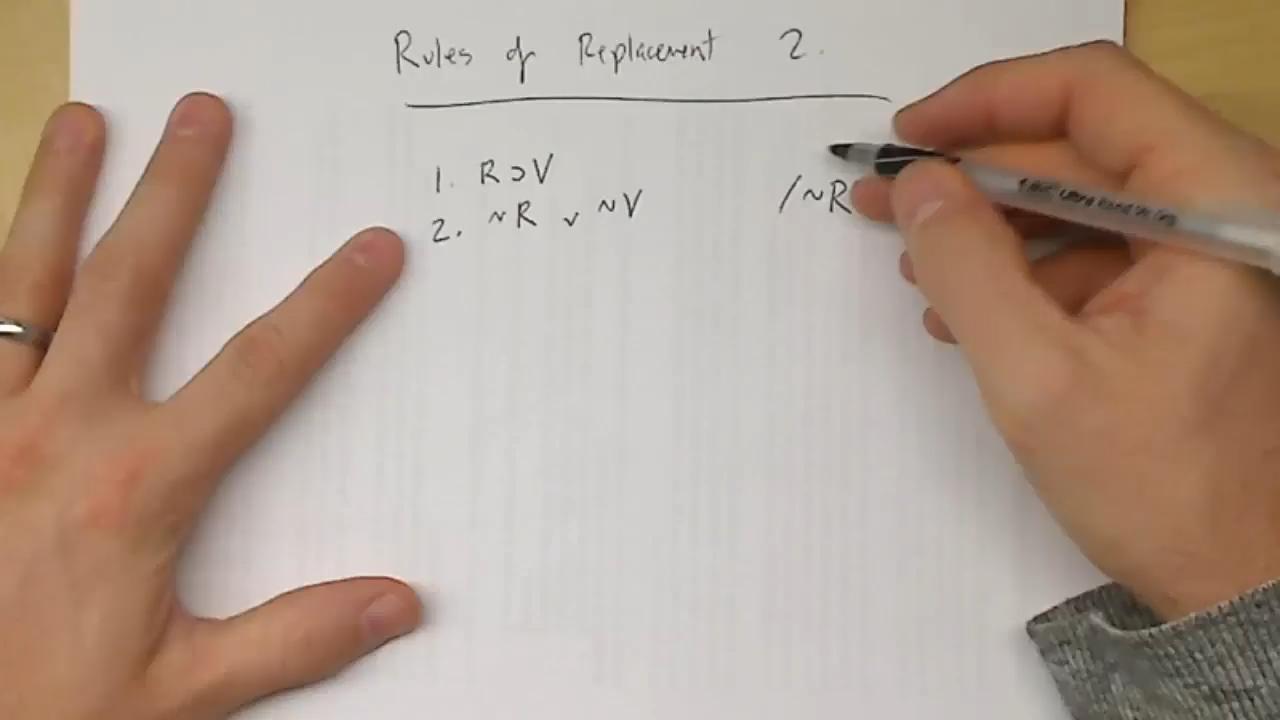 Rules of Replacement 2.
1. R ⊃ V
2. ~R ∨ ~V /~R